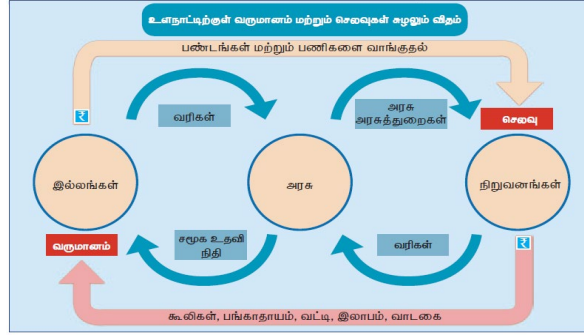 உளநாட்டிற்குள் வருமானம் மற்றும் செலவுகள் சுழலும் விதம்
பண்டங்கள் மற்றும் பணிகளை வாங்குதல்
வரிகள்
அரசு
அரசுத்துறைகள்
₹
செலவு
இல்லங்கள்
அரசு
நிறுவனங்கள்
வருமானம்
சமூக உதவி
நிதி
வரிகள்
₹
கூலிகள், பங்காதாயம், வட்டி, இலாபம், வாடகை